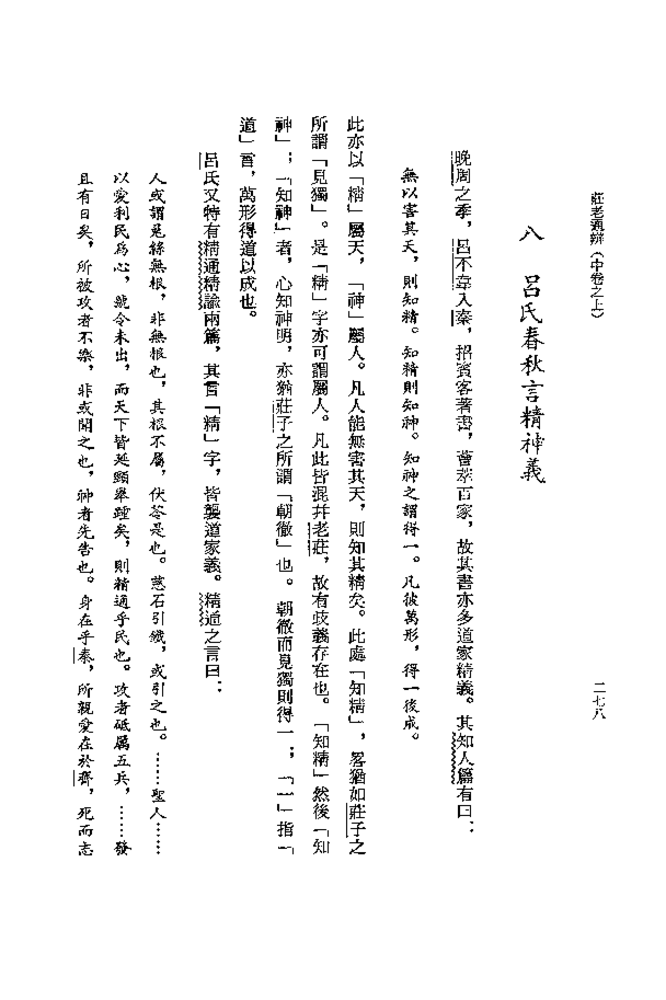 莊老通辨（中卷之上）
二七八
八　呂氏春秋言精神義
晚周之季，呂不韋入秦，招賓客著書，薈萃百家，故其書亦多道家精義。其知人篇有曰：
無以害其天，則知精。知精則知神。知神之謂得一。凡彼萬形，得一後成。
此亦以「精」屬天，「神」屬人。凡人能無害其天，則知其精矣。此處「知精」，畧猶如莊子之
所謂「見獨」。是「精」字亦可謂屬人。凡此皆混幷老莊，故有歧義存在也。「知精」然後「知
神」；「知神」者，心知神明，亦猶莊子之所謂「朝徹」也。朝徹而見獨則得一；「一」指「
道」言，萬形得道以成也。
呂氏又特有精通精諭兩篇，其言「精」字，皆襲道家義。精通之言曰：
人或謂兔絲無根，非無根也，其根不屬，伏苓是也。慈石引鐵，或引之也。……聖人……
以愛利民為心，號令未出，而天下皆延頸舉踵矣，則精通乎民也。攻者砥厲五兵，……發
且有日矣，所被攻者不樂，非或聞之也，神者先告也。身在乎秦，所親愛在於齊，死而志